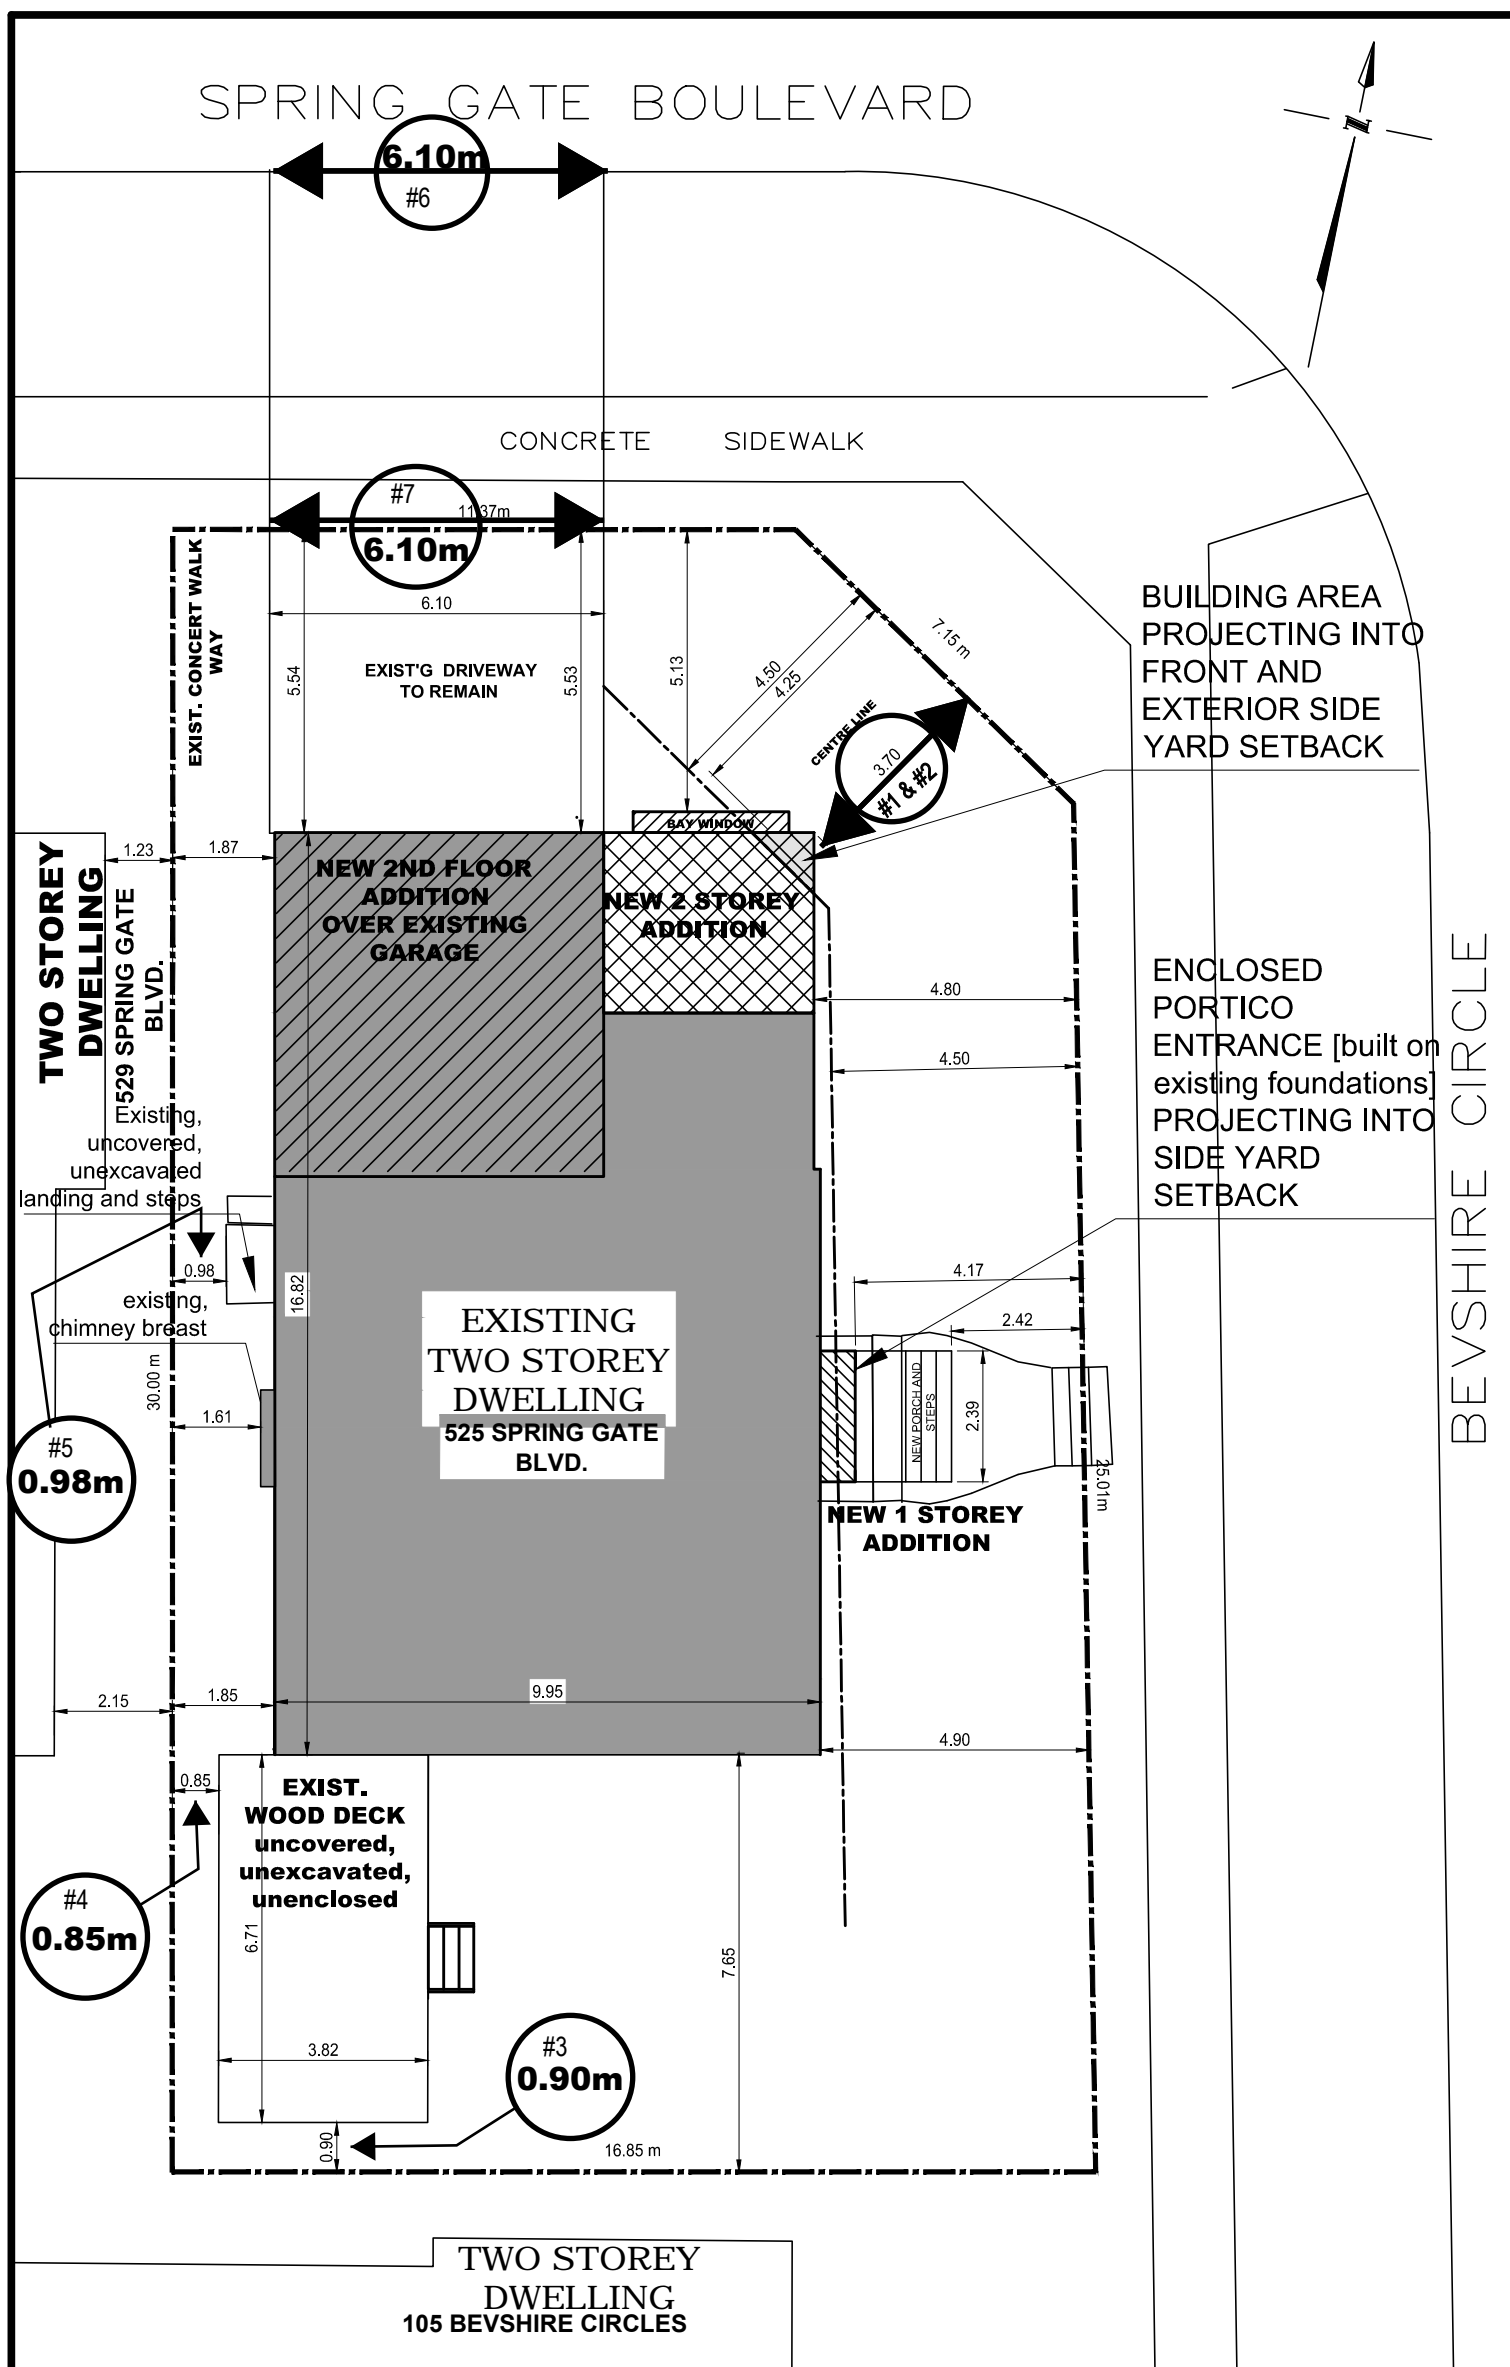 SPRING GATE BOULEVARD
N
6.10m
#6
CONCRETE SIDEWALK
#7
11.37m
6.10m
EXIST. CONCERT WALK
WAY
6.10
5.54
EXIST'G DRIVEWAY
TO REMAIN
5.53
5.13
4.50
4.25
7.15 m
CENTRE LINE
3.70
#1 & #2
BUILDING AREA
PROJECTING INTO
FRONT AND
EXTERIOR SIDE
YARD SETBACK
BAY WINDOW
TWO STOREY
DWELLING
529 SPRING GATE
BLVD.
1.23
1.87
NEW 2ND FLOOR
ADDITION
OVER EXISTING
GARAGE
NEW 2 STOREY
ADDITION
4.80
4.50
ENCLOSED
PORTICO
ENTRANCE [built on
existing foundations]
PROJECTING INTO
SIDE YARD
SETBACK
BEVSHIRE CIRCLE
Existing,
uncovered,
unexcavated
landing and steps
0.98
existing,
chimney breast
16.82
4.17
2.42
EXISTING
TWO STOREY
DWELLING
525 SPRING GATE
BLVD.
30.00 m
1.61
NEW PORCH AND
STEPS
2.39
25.01m
#5
0.98m
NEW 1 STOREY
ADDITION
2.15
1.85
9.95
4.90
0.85
EXIST.
WOOD DECK
uncovered,
unexcavated,
unenclosed
#4
0.85m
6.71
7.65
3.82
#3
0.90m
0.90
16.85 m
TWO STOREY
DWELLING
105 BEVSHIRE CIRCLES